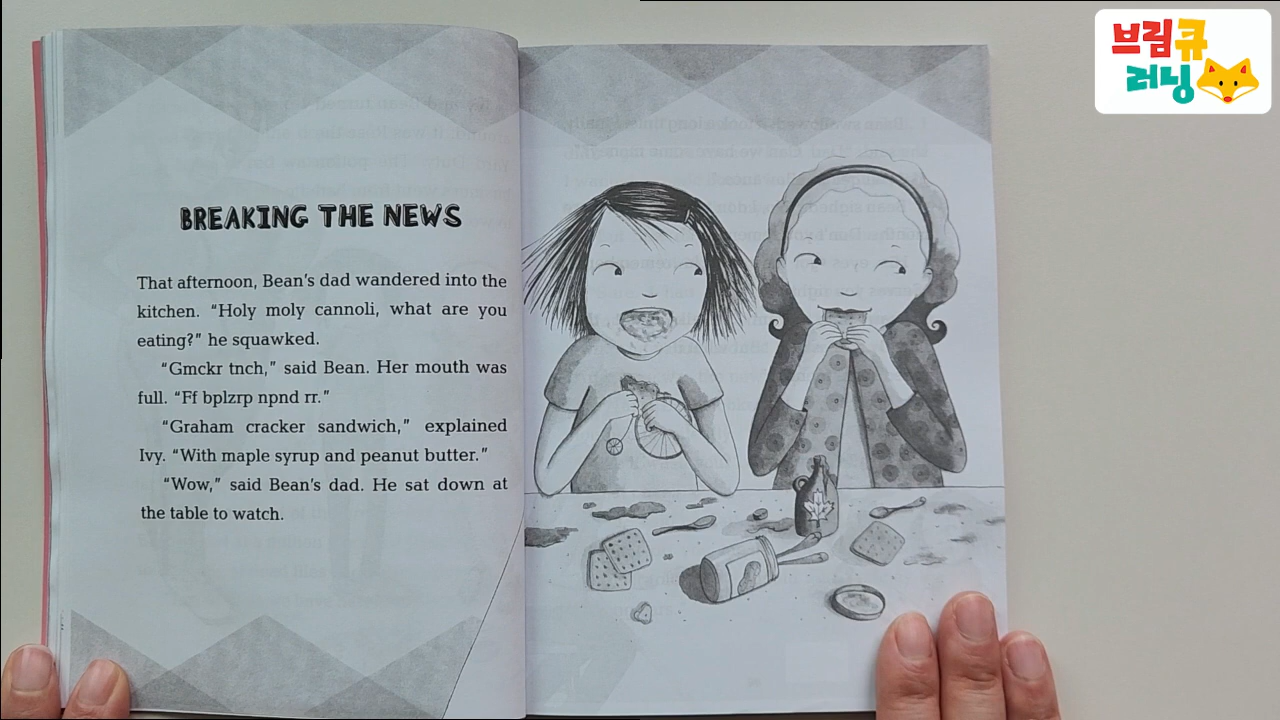 브림큐
러닝
BREAKING THE NEWS
That afternoon, Bean's dad wandered into the
kitchen. "Holy moly cannoli, what are you
eating?" he squawked.
"Gmckr tnch," said Bean. Her mouth was
full. "Ff bplzrp npnd rr."
"Graham cracker sandwich," explained
Ivy. "With maple syrup and peanut butter."
"Wow," said Bean's dad. He sat down at
the table to watch.